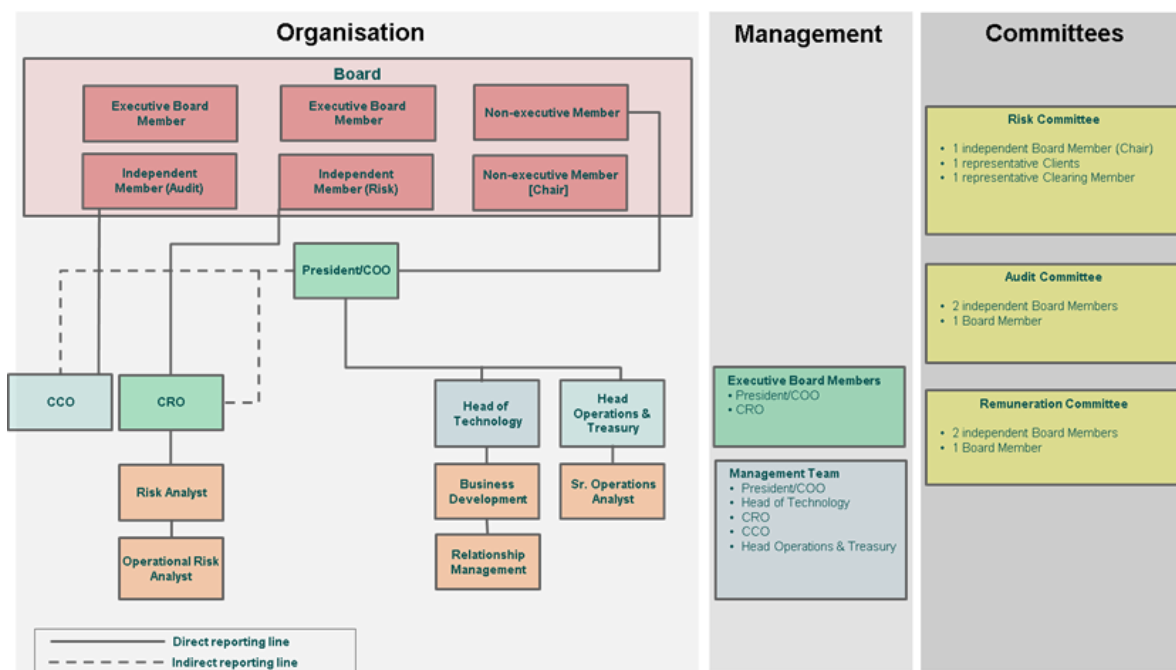 Organisation
Board
Executive Board
Member
Executive Board
Member
Non-executive Member
Independent
Member (Audit)
Independent
Member (Risk)
Non-executive Member
[Chair]
President/COO
CCO
CRO
Head of
Technology
Head
Operations &
Treasury
Risk Analyst
Business
Development
Sr. Operations
Analyst
Operational Risk
Analyst
Relationship
Management
Direct reporting line
Indirect reporting line
Management
Executive Board Members
• President/COO
• CRO
Management Team
• President/COO
• Head of Technology
• CRO
• CCO
• Head Operations & Treasury
Committees
Risk Committee
• 1 independent Board Member (Chair)
• 1 representative Clients
• 1 representative Clearing Member
Audit Committee
• 2 independent Board Members
• 1 Board Member
Remuneration Committee
• 2 independent Board Members
• 1 Board Member